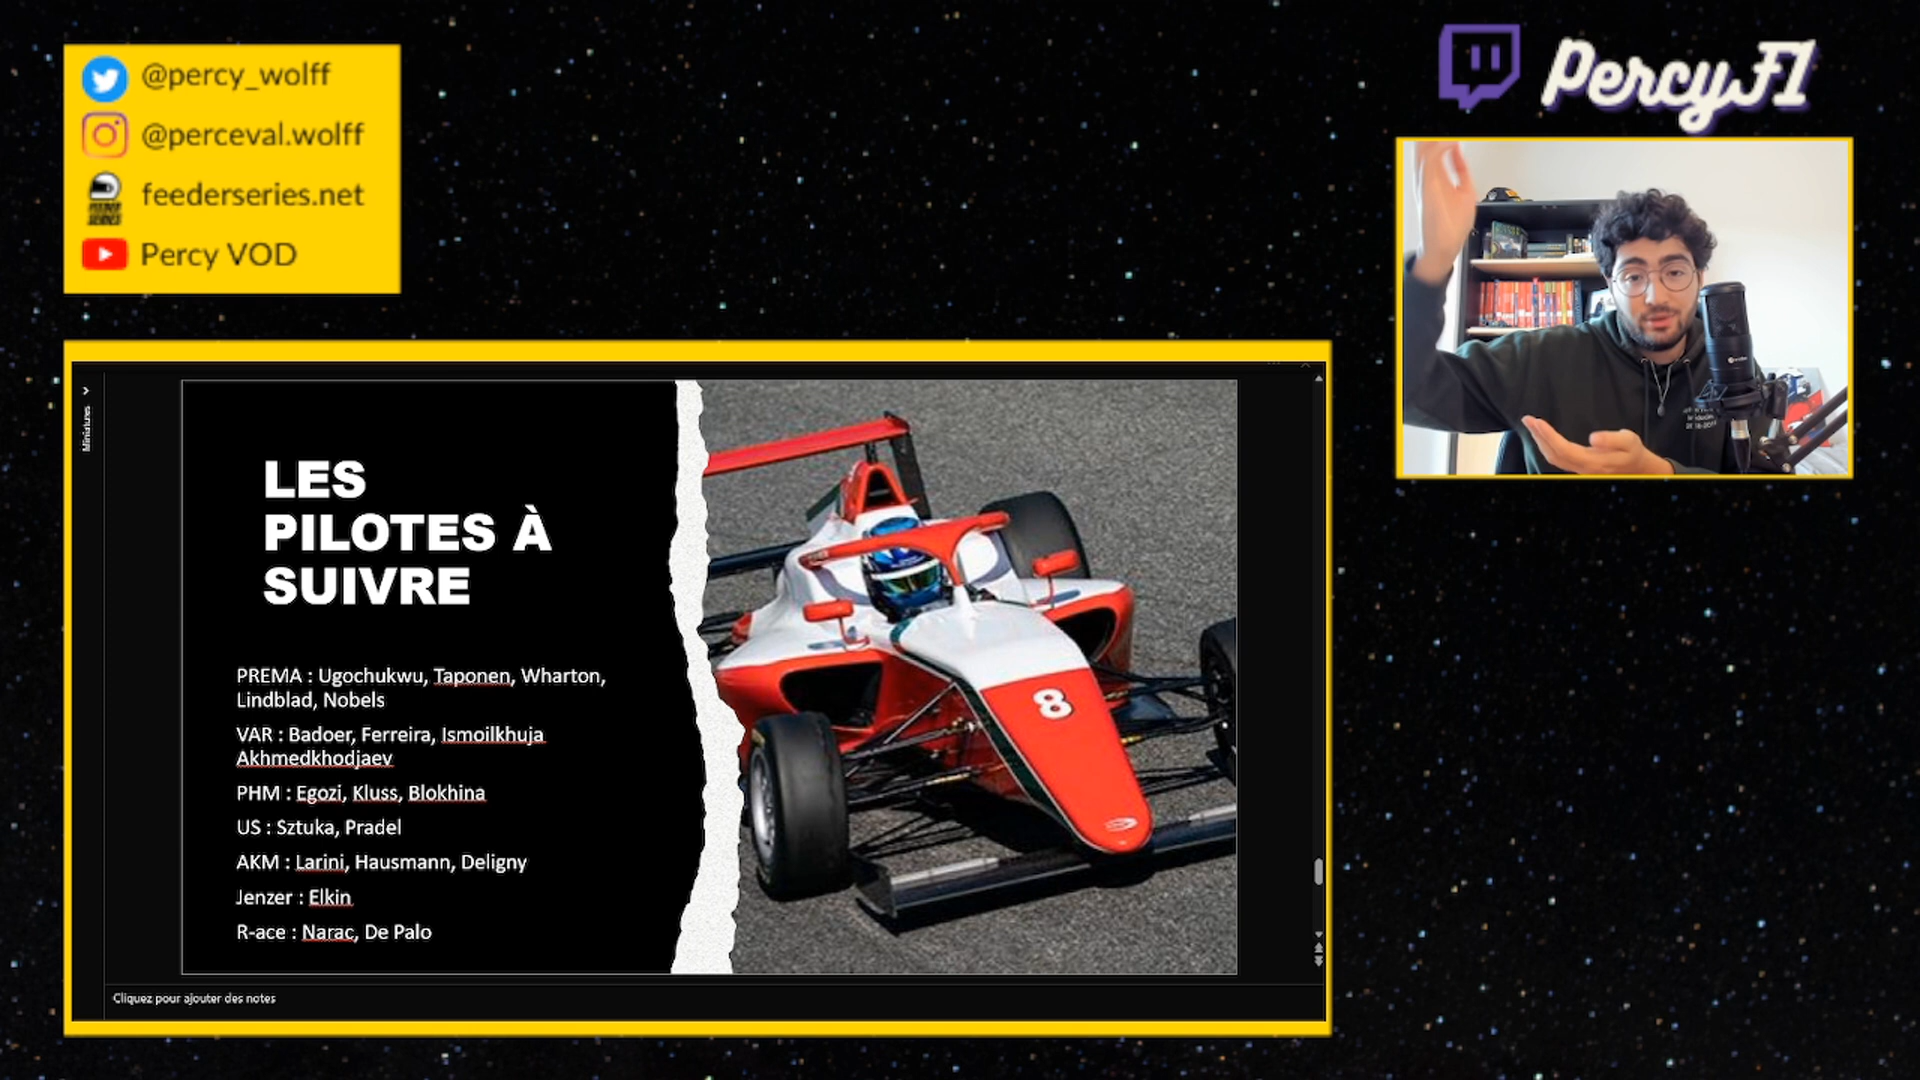 @percy_wolff
@perceval.wolff
feederseries.net
Percy VOD
PercyF1
Miniatures
LES
PILOTES À
SUIVRE
PREMA : Ugochukwu, Taponen, Wharton,
Lindblad, Nobels
VAR : Badoer, Ferreira, Ismoilkhuja
Akhmedkhodjaev
PHM : Egozi, Kluss, Blokhina
US : Sztuka, Pradel
AKM : Larini, Hausmann, Deligny
Jenzer : Elkin
R-ace : Narac, De Palo
8
Cliquez pour ajouter des notes